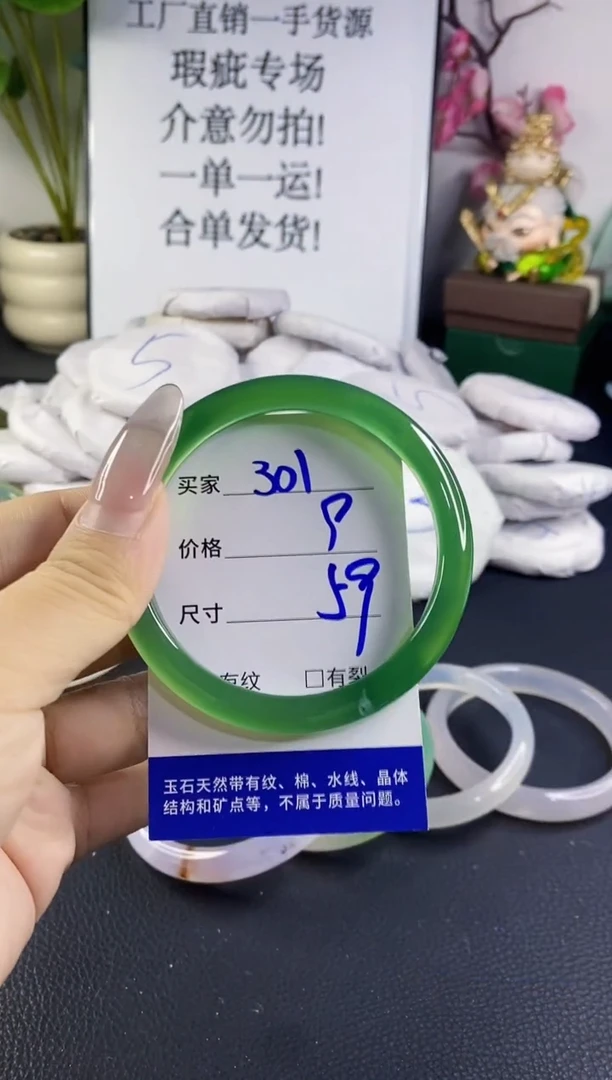 工厂直销一手货源
瑕疵专场
介意勿拍!
一单一运!
合单发货!
5
买家 301
价格 P
尺寸 59
有纹 □有裂
玉石天然带有纹、棉、水线、晶体
结构和矿点等，不属于质量问题。